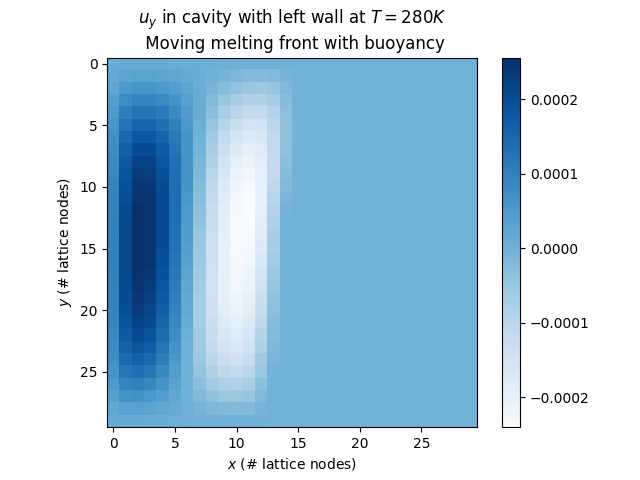 u_y in cavity with left wall at T = 280K
Moving melting front with buoyancy
0
5
10
15
20
25
y (# lattice nodes)
0 5 10 15 20 25
x (# lattice nodes)
0.0002
0.0001
0.0000
−0.0001
−0.0002